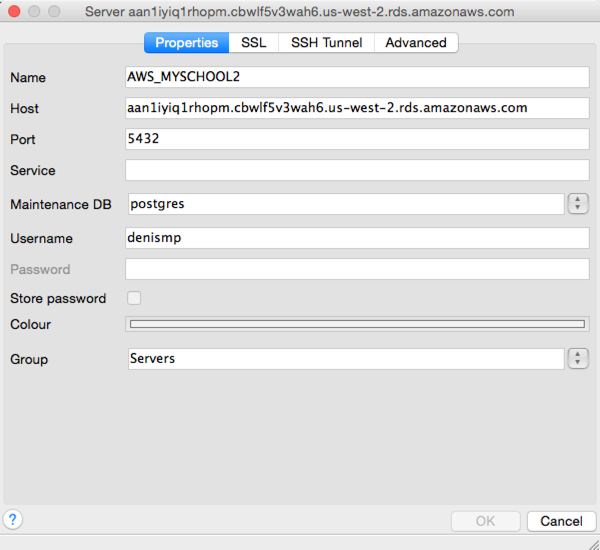 Server aan1iyiq1rhopm.cbwlf5v3wah6.us-west-2.rds.amazonaws.com
Properties SSL SSH Tunnel Advanced
Name AWS_MYSCHOOL2
Host aan1iyiq1rhopm.cbwlf5v3wah6.us-west-2.rds.amazonaws.com
Port 5432
Service
Maintenance DB postgres
Username denismp
Password
Store password
Colour
Group Servers
? OK Cancel